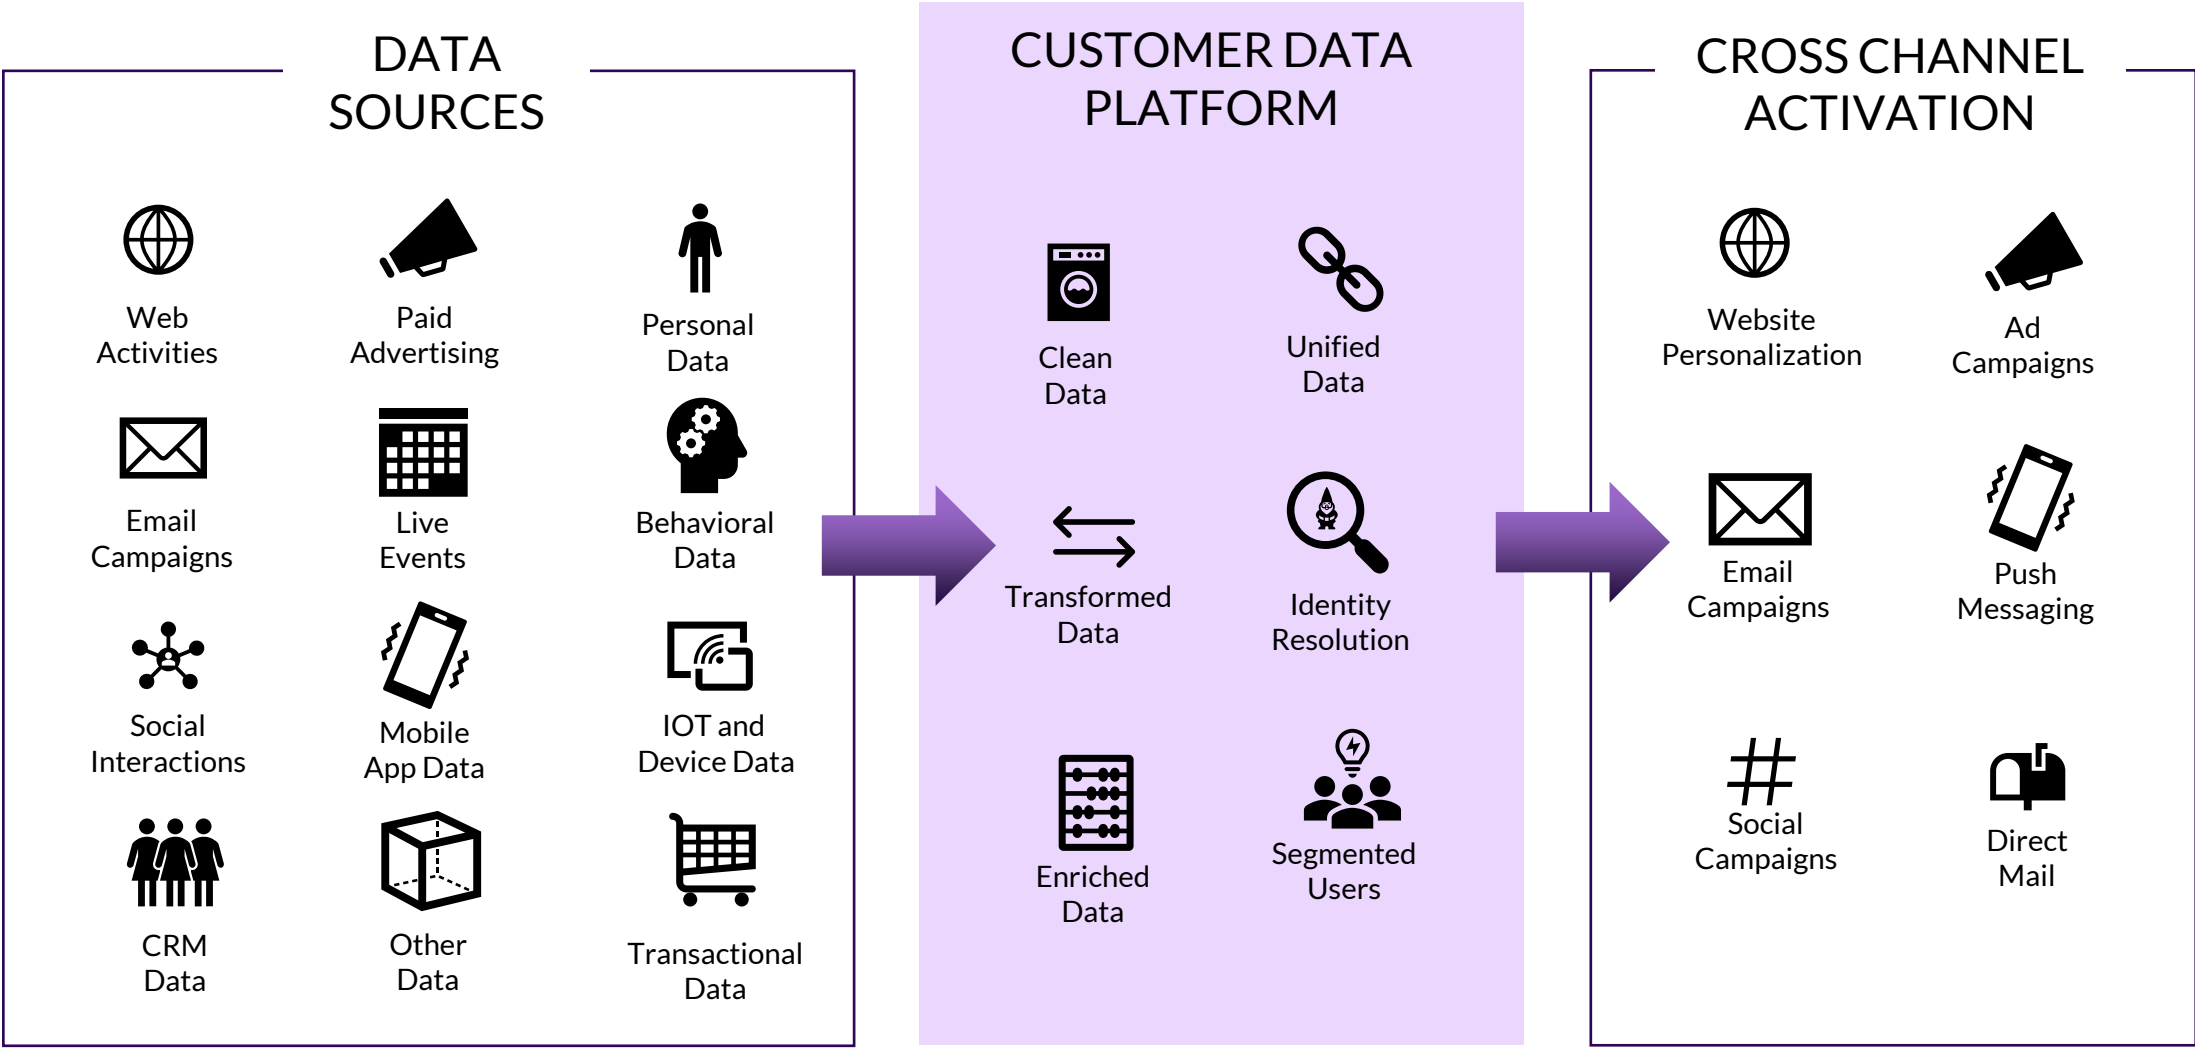 DATA
SOURCES
Web
Activities
Paid
Advertising
Personal
Data
Email
Campaigns
Live
Events
Behavioral
Data
Social
Interactions
Mobile
App Data
IOT and
Device Data
CRM
Data
Other
Data
Transactional
Data
CUSTOMER DATA
PLATFORM
Clean
Data
Unified
Data
Transformed
Data
Identity
Resolution
Enriched
Data
Segmented
Users
CROSS CHANNEL
ACTIVATION
Website
Personalization
Ad
Campaigns
Email
Campaigns
Push
Messaging
Social
Campaigns
Direct
Mail